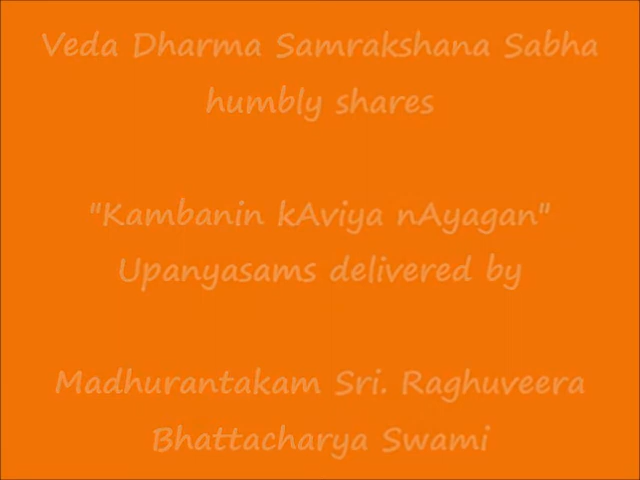 Veda Dharma Samrakshana Sabha
humbly shares
"Kambanin kAviya nAyagan"
Upanyasams delivered by
Madhurantakam Sri. Raghuveera
Bhattacharya Swami